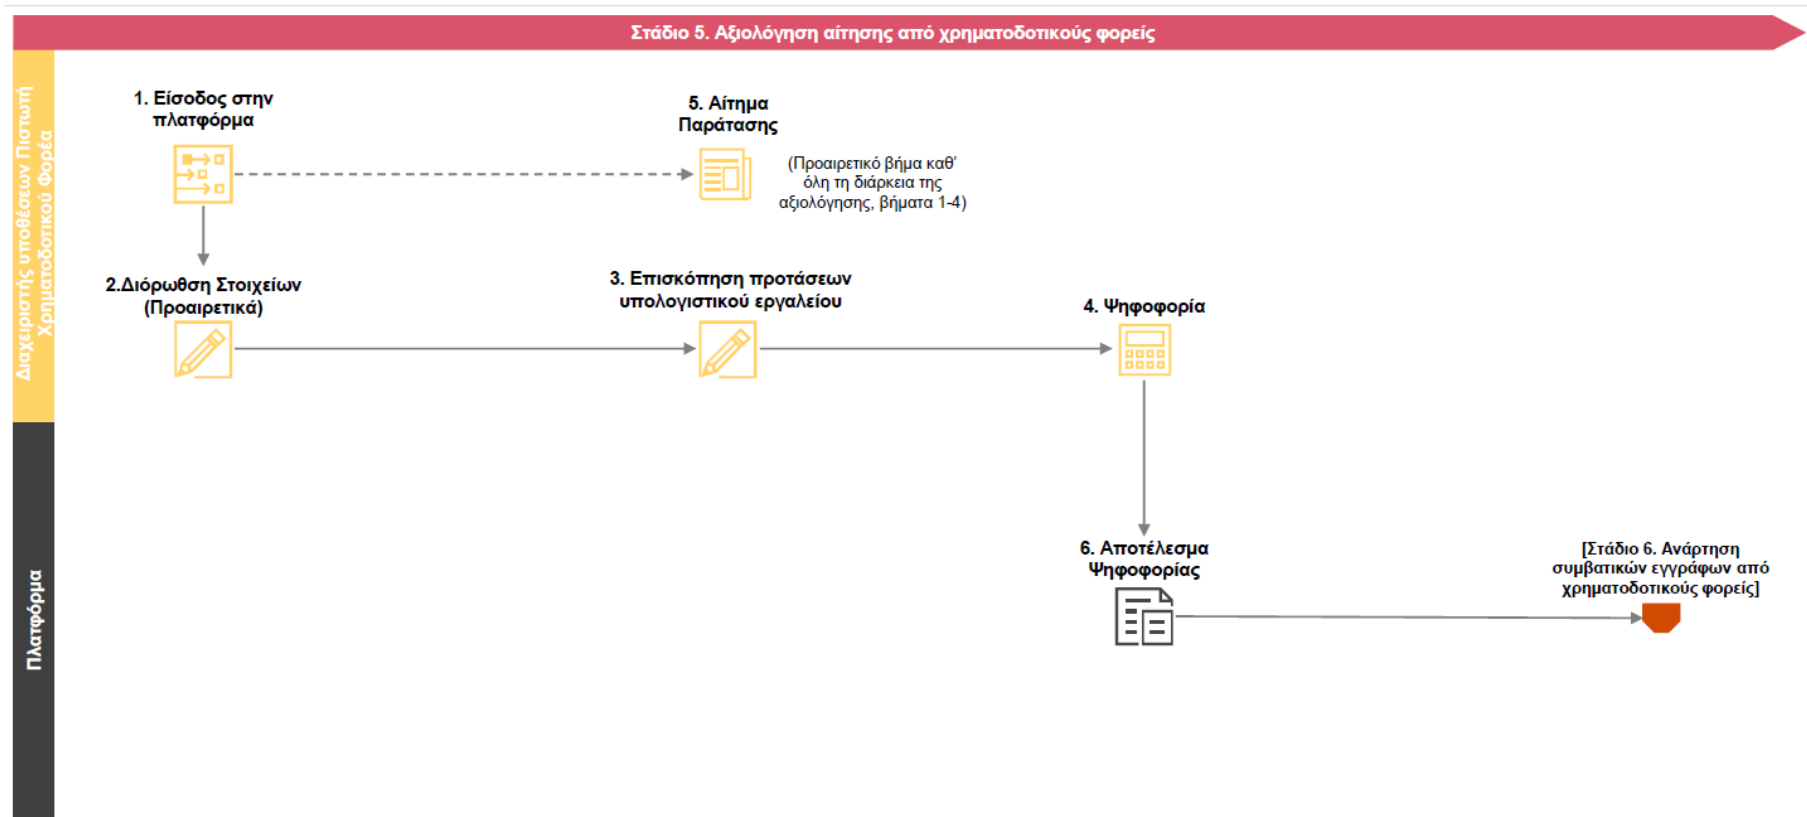 Στάδιο 5. Αξιολόγηση αίτησης από χρηματοδοτικούς φορείς
Διαχειριστής υποθέσεων Πιστωτή
Χρηματοδοτικού Φορέα
1. Είσοδος στην
πλατφόρμα
5. Αίτημα
Παράτασης
(Προαιρετικό βήμα καθ'
όλη τη διάρκεια της
αξιολόγησης, βήματα 1-4)
2.Διόρωθση Στοιχείων
(Προαιρετικά)
3. Επισκόπηση προτάσεων
υπολογιστικού εργαλείου
4. Ψηφοφορία
Πλατφόρμα
6. Αποτέλεσμα
Ψηφοφορίας
[Στάδιο 6. Ανάρτηση
συμβατικών εγγράφων από
χρηματοδοτικούς φορείς]